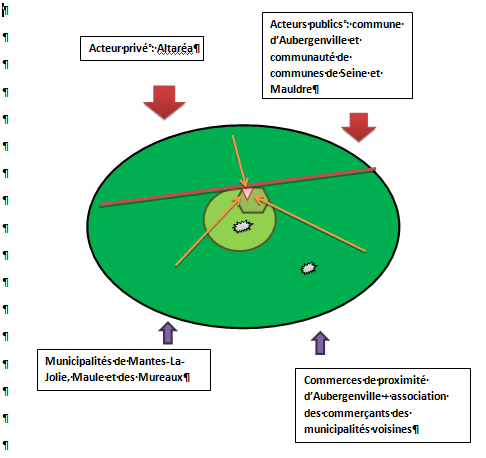 Acteur privé : Altaréa
Acteurs publics : commune
d'Aubergenville et
communauté de
communes de Seine et
Mauldre
Municipalités de Mantes-La-
Jolie, Maule et des Mureaux
Commerces de proximité
d'Aubergenville + association
des commerçants des
municipalités voisines